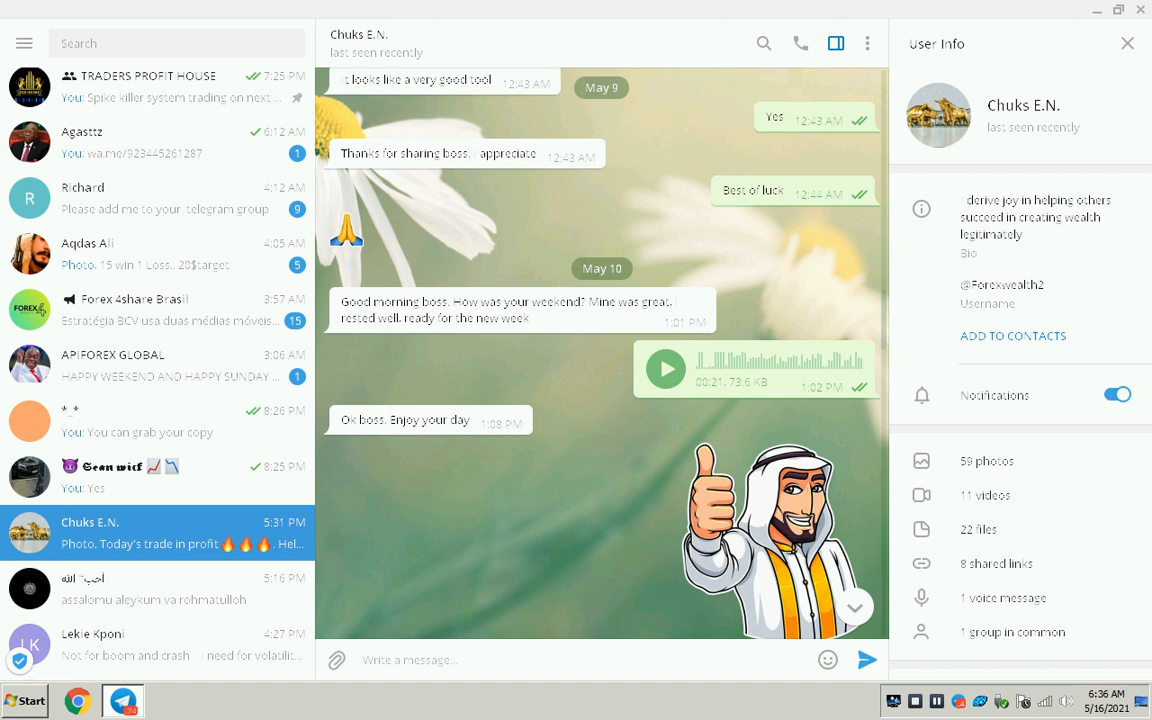 Search
TRADERS PROFIT HOUSE 7:25 PM
You: Spike killer system trading on next ...
Agasttz 6:12 AM
You: wa.me/923445261287 1
Richard 4:12 AM
R
Please add me to your telegram group 9
Aqdas Ali 4:05 AM
Photo, 15 win 1 Loss.. 20$target 5
Forex 4share Brasil 3:57 AM
FOREX4
Estratégia BCV usa duas médias móveis... 15
APIFOREX GLOBAL 3:06 AM
HAPPY WEEKEND AND HAPPY SUNDAY ... 1
*_* 8:26 PM
You: You can grab your copy
😈 𝕾𝖊𝖆𝖓 𝖜𝖎𝖈𝖐 📈 📉 8:25 PM
You: Yes
Chuks E.N. 5:31 PM
Photo, Today's trade in profit🔥🔥🔥. Hel...
5:16 PM
assalomu aleykum va rohmatulloh
Lekie Kponi 4:27 PM
LK
Not for boom and crash I need for volatilit...
Chuks E.N.
last seen recently
It looks like a very good tool 12:43 AM
May 9
Yes 12:43 AM
Thanks for sharing boss. I appreciate 12:43 AM
Best of luck 12:44 AM
🙏
May 10
Good morning boss. How was your weekend? Mine was great. I
rested well, ready for the new week 1:01 PM
00:21, 73.6 KB 1:02 PM
Ok boss. Enjoy your day 1:08 PM
Write a message...
User Info
Chuks E.N.
last seen recently
I derive joy in helping others
succeed in creating wealth
legitimately
Bio
@Forexwealth2
Username
ADD TO CONTACTS
Notifications
59 photos
11 videos
22 files
8 shared links
1 voice message
1 group in common
Start
74
6:36 AM
5/16/2021